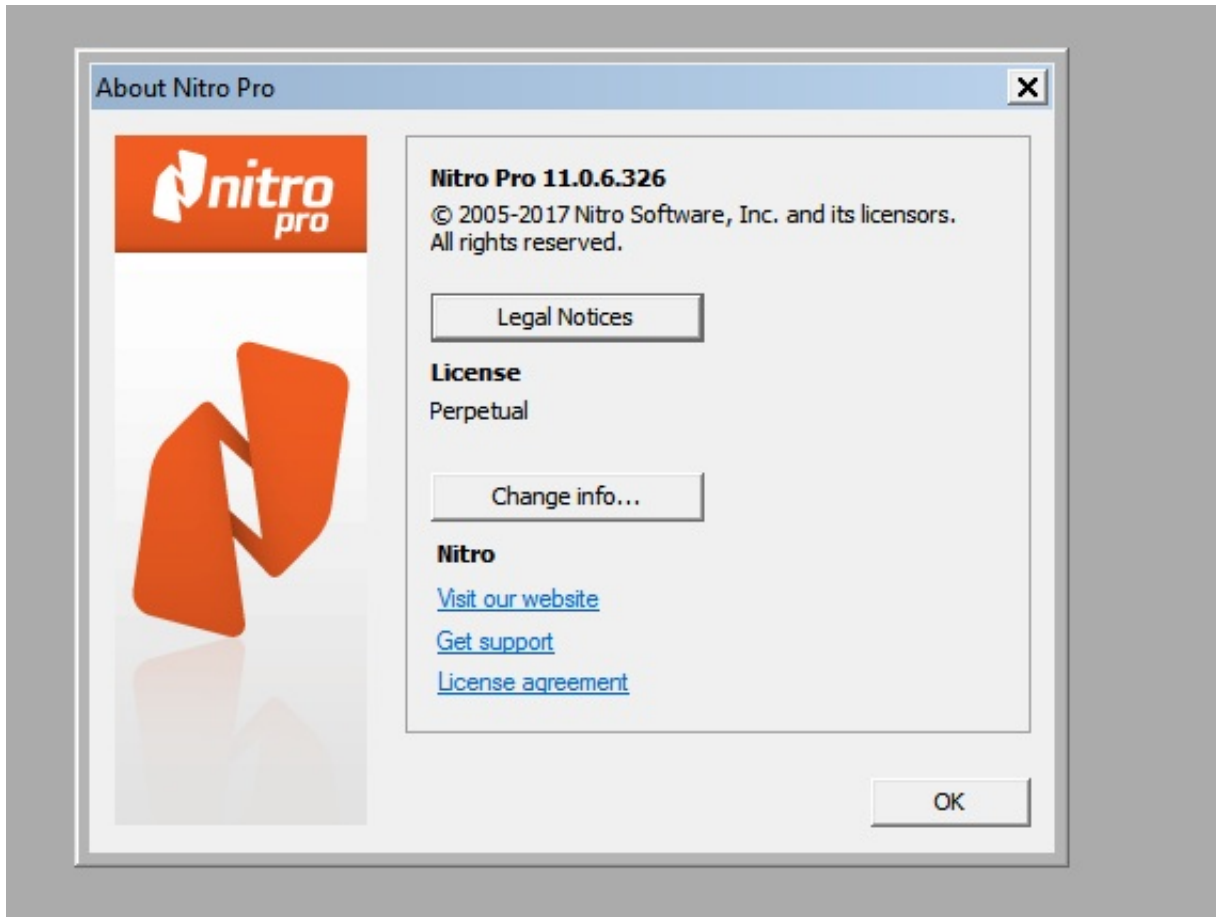 About Nitro Pro
nitro
pro
Nitro Pro 11.0.6.326
© 2005-2017 Nitro Software, Inc. and its licensors.
All rights reserved.
Legal Notices
License
Perpetual
Change info...
Nitro
Visit our website
Get support
License agreement
OK